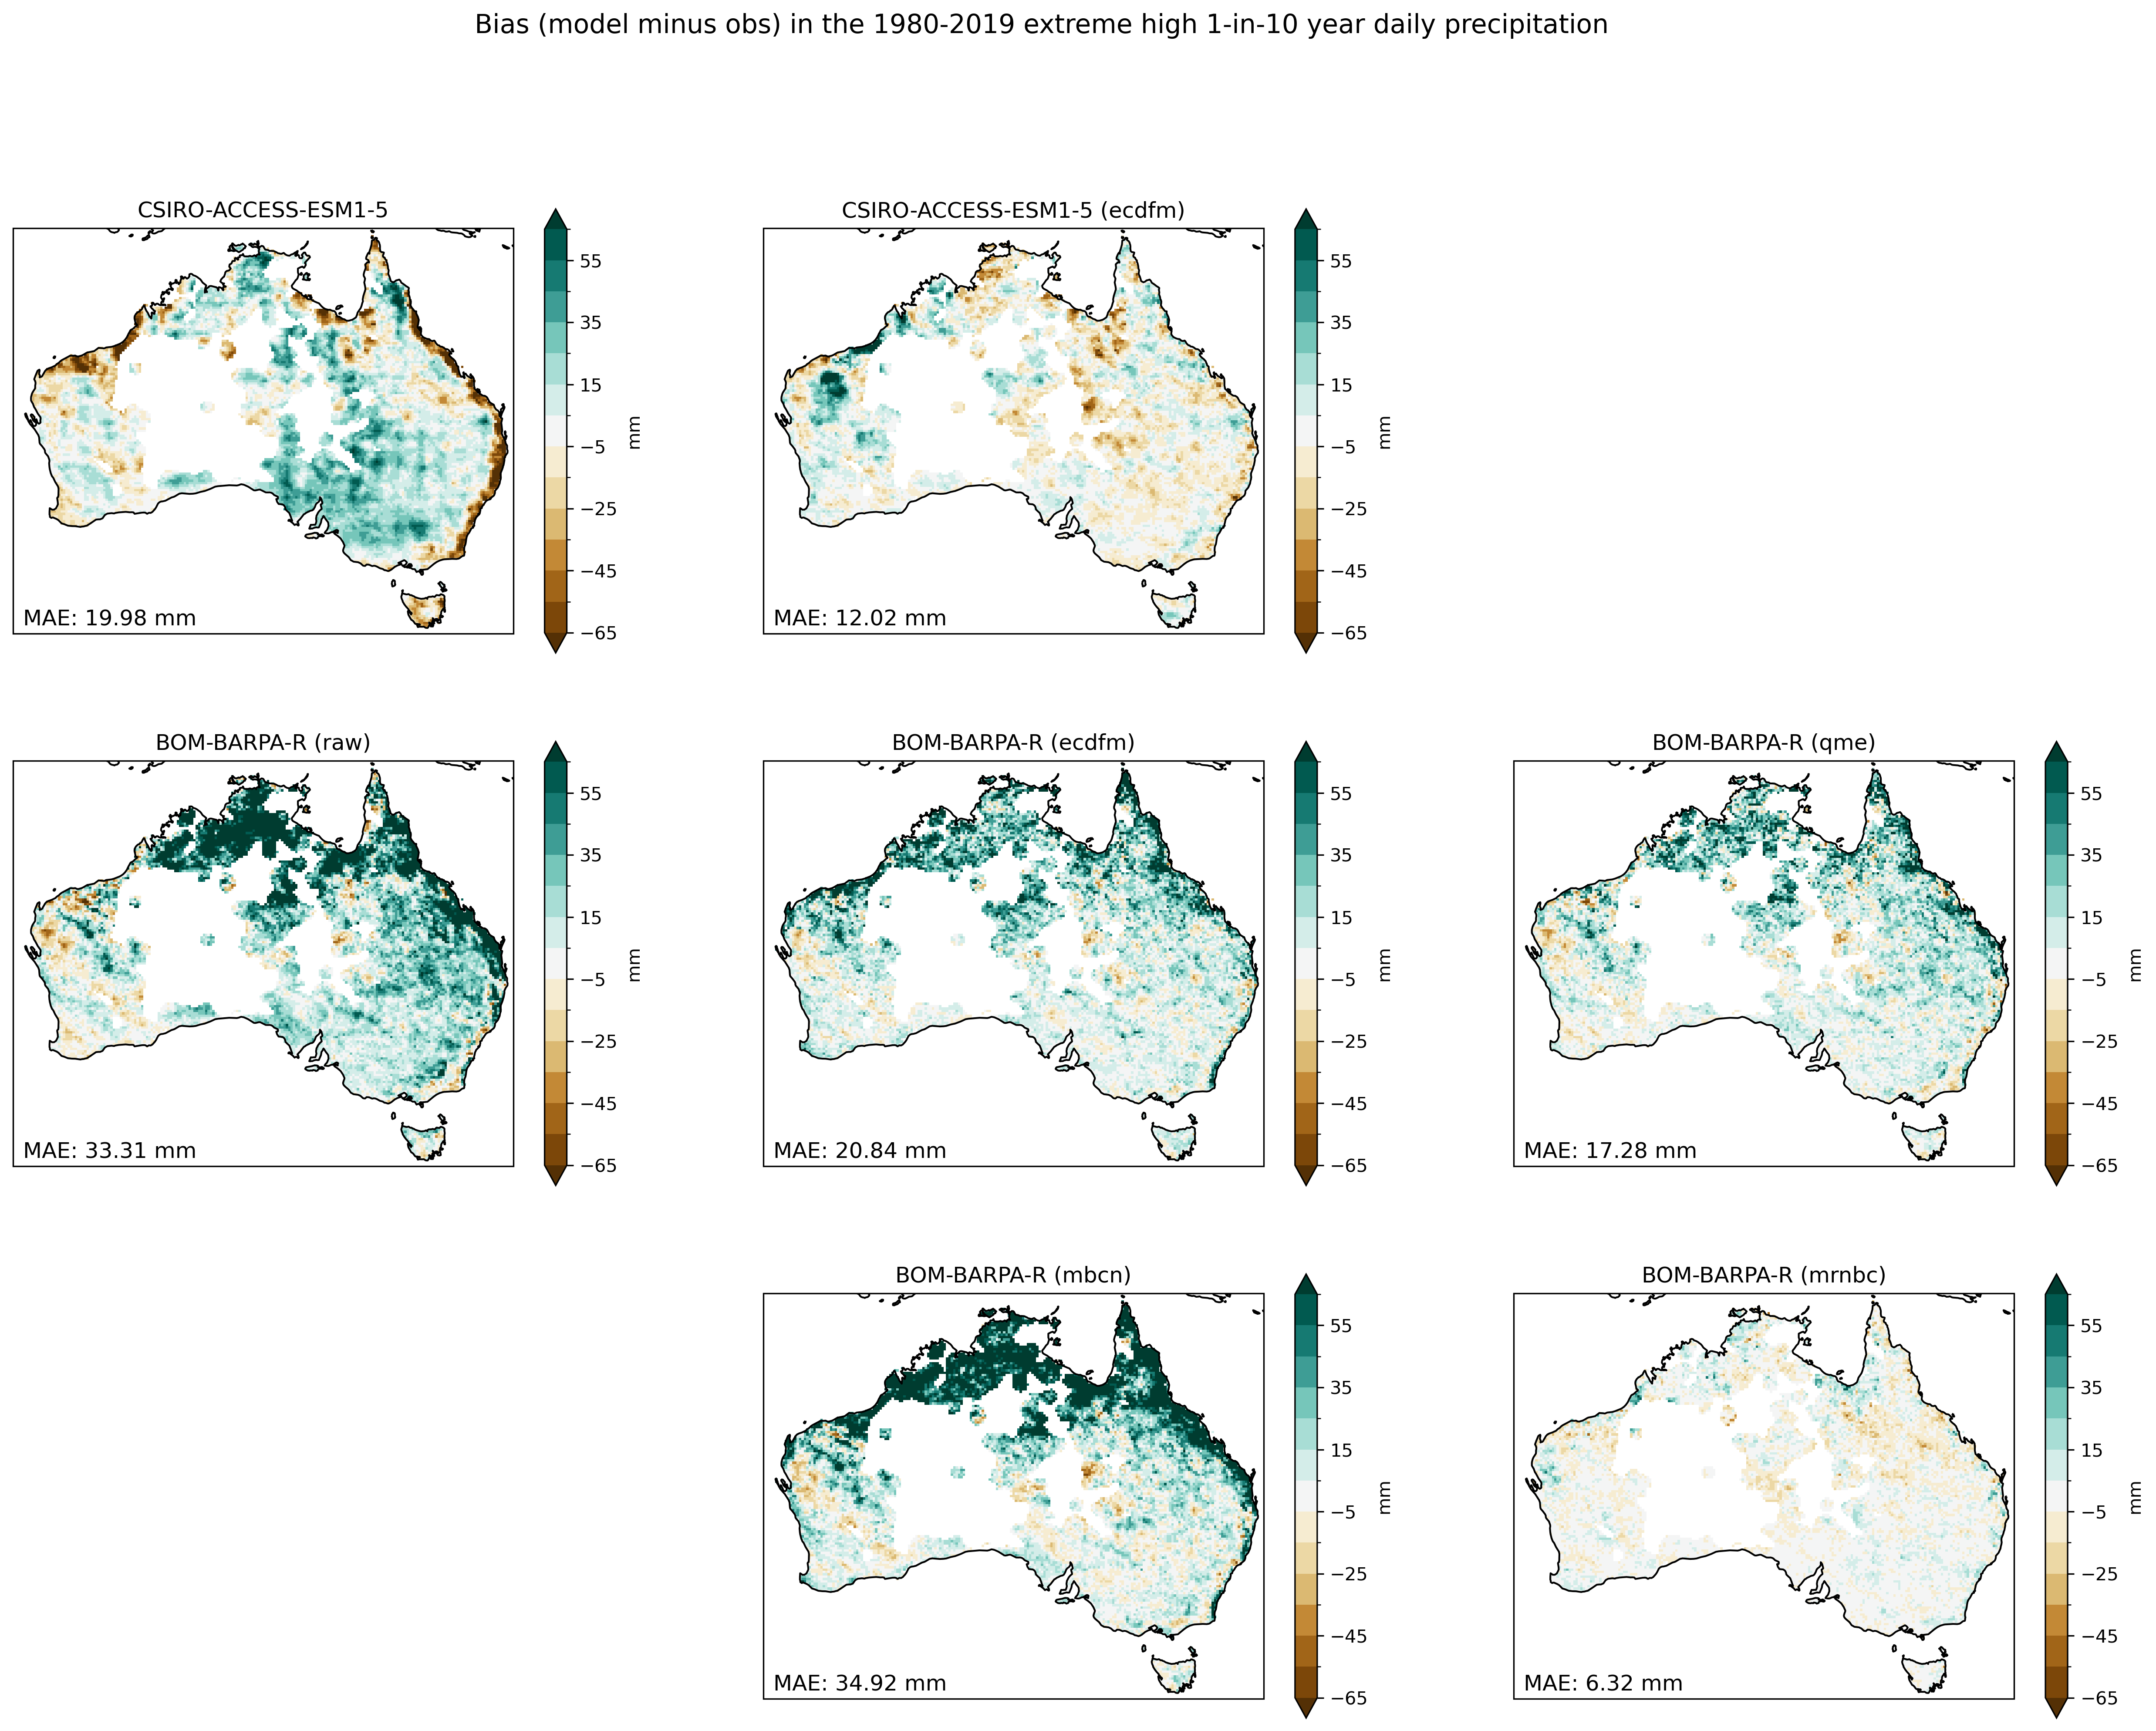 Bias (model minus obs) in the 1980-2019 extreme high 1-in-10 year daily precipitation
CSIRO-ACCESS-ESM1-5
55
35
15
−5
−25
−45
−65
mm
MAE: 19.98 mm
CSIRO-ACCESS-ESM1-5 (ecdfm)
55
35
15
−5
−25
−45
−65
mm
MAE: 12.02 mm
BOM-BARPA-R (raw)
55
35
15
−5
−25
−45
−65
mm
MAE: 33.31 mm
BOM-BARPA-R (ecdfm)
55
35
15
−5
−25
−45
−65
mm
MAE: 20.84 mm
BOM-BARPA-R (qme)
55
35
15
−5
−25
−45
−65
mm
MAE: 17.28 mm
BOM-BARPA-R (mbcn)
55
35
15
−5
−25
−45
−65
mm
MAE: 34.92 mm
BOM-BARPA-R (mrnbc)
55
35
15
−5
−25
−45
−65
mm
MAE: 6.32 mm